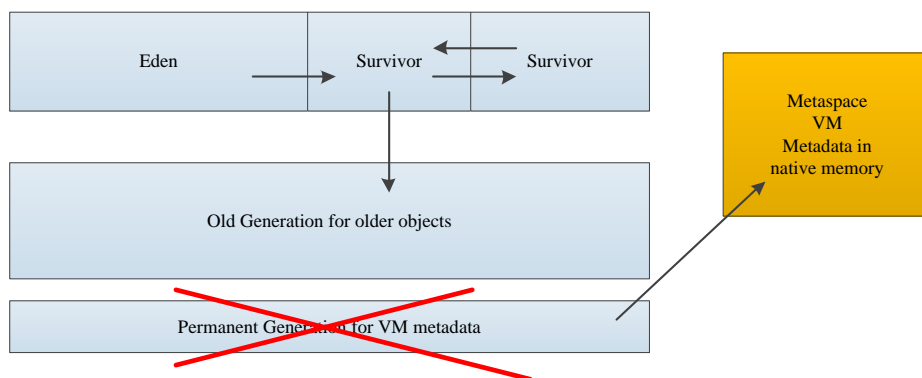 Eden
Survivor
Survivor
Metaspace
VM
Metadata in
native memory
Old Generation for older objects
Permanent Generation for VM metadata